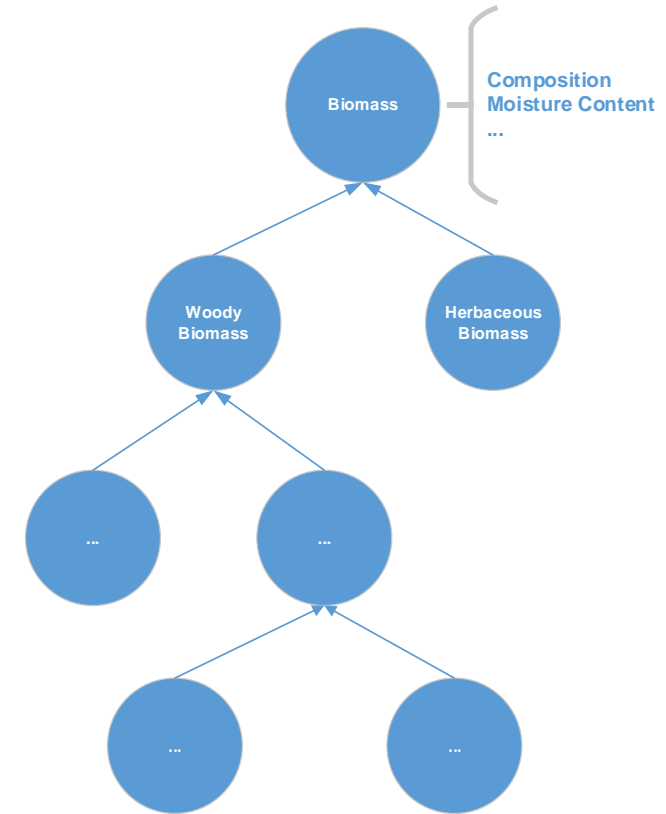 Biomass
Composition
Moisture Content
...
Woody
Biomass
Herbaceous
Biomass
...
...
...
...